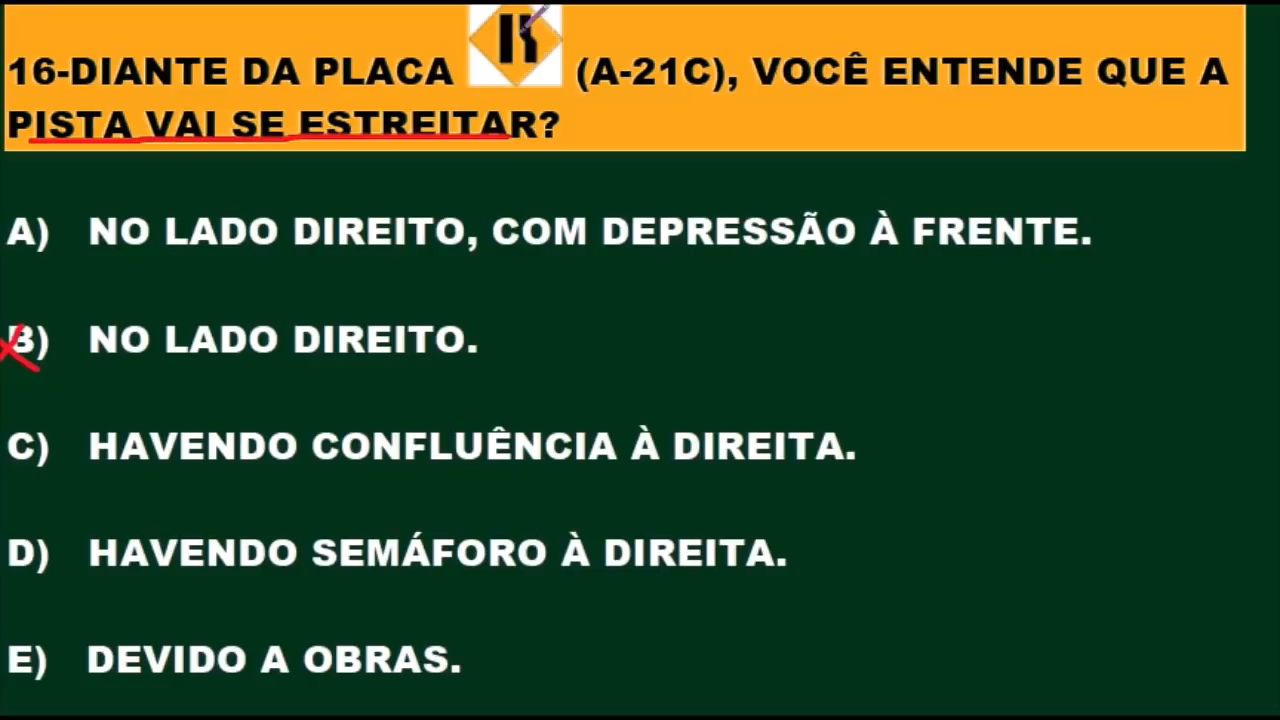 16-DIANTE DA PLACA (A-21C), VOCÊ ENTENDE QUE A
PISTA VAI SE ESTREITAR?
A) NO LADO DIREITO, COM DEPRESSÃO À FRENTE.
B) NO LADO DIREITO.
C) HAVENDO CONFLUÊNCIA À DIREITA.
D) HAVENDO SEMÁFORO À DIREITA.
E) DEVIDO A OBRAS.